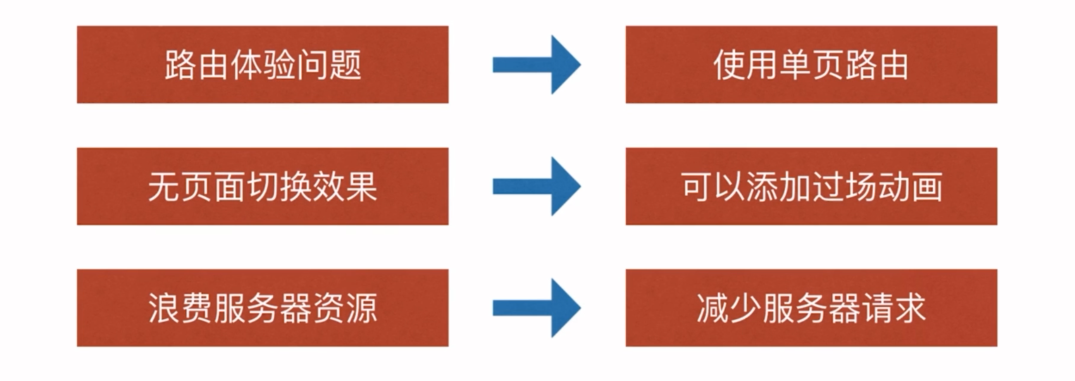 路由体验问题
使用单页路由
无页面切换效果
可以添加过场动画
浪费服务器资源
减少服务器请求